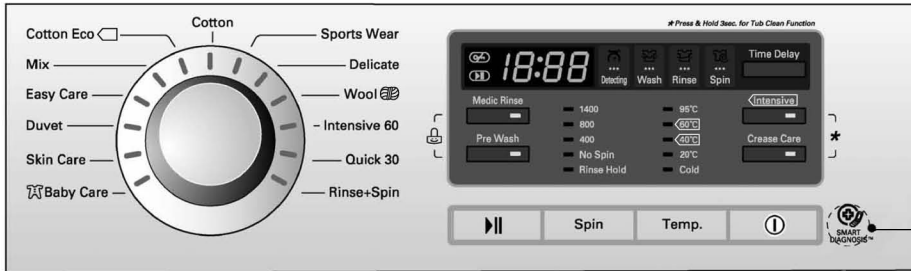 *Press & Hold 3sec. for Tub Clean Function
Cotton
Cotton Eco
Sports Wear
Mix
Delicate
Easy Care
Wool
Duvet
Intensive 60
Skin Care
Quick 30
Baby Care
Rinse+Spin
18:88
Detecting
Wash
Rinse
Spin
Time Delay
Medic Rinse
Pre Wash
1400
800
400
No Spin
Rinse Hold
95°C
60°C
40°C
20°C
Cold
Intensive
Crease Care
*
Spin
Temp.
SMART
DIAGNOSIS™